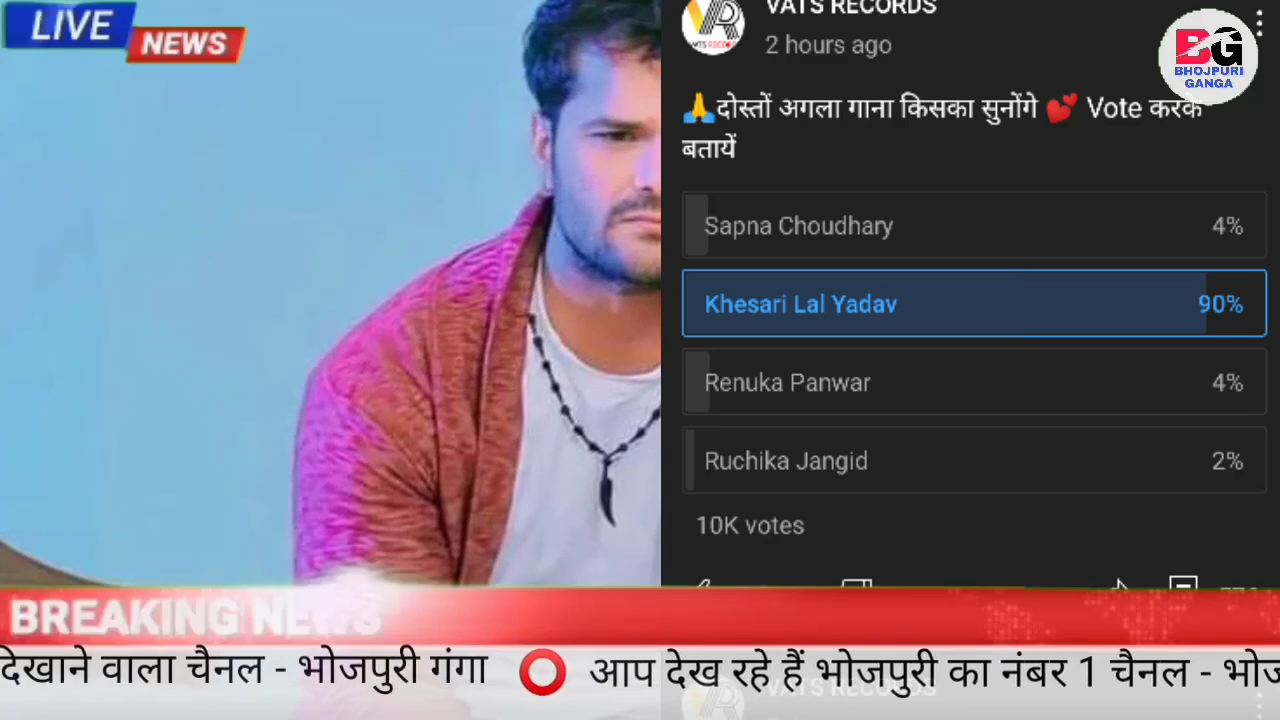 LIVE
NEWS
VATS RECORDS
2 hours ago
BG
BHOJPURI
GANGA
🙏दोस्तों अगला गाना किसका सुनोंगे 💕 Vote करके
बतायें
Sapna Choudhary 4%
Khesari Lal Yadav 90%
Renuka Panwar 4%
Ruchika Jangid 2%
10K votes
BREAKING NEWS
दिखाने वाला चैनल - भोजपुरी गंगा ⭕ आप देख रहे हैं भोजपुरी का नंबर 1 चैनल -
VATS RECORDS